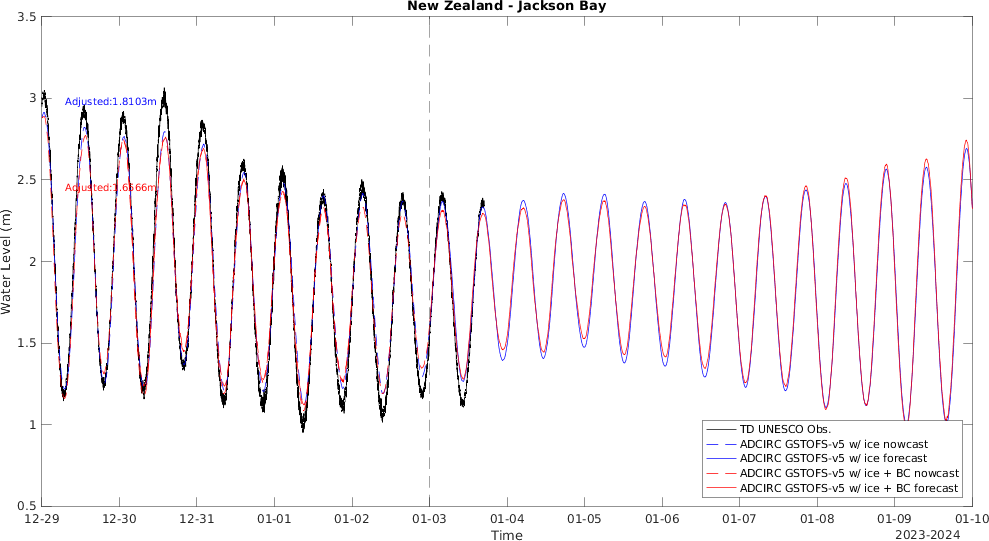 New Zealand - Jackson Bay
3.5
3
2.5
2
1.5
1
0.5
Water Level (m)
Adjusted:1.8103m
Adjusted:1.6666m
TD UNESCO Obs.
ADCIRC GSTOFS-v5 w/ ice nowcast
ADCIRC GSTOFS-v5 w/ ice forecast
ADCIRC GSTOFS-v5 w/ ice + BC nowcast
ADCIRC GSTOFS-v5 w/ ice + BC forecast
12-29 12-30 12-31 01-01 01-02 01-03 01-04 01-05 01-06 01-07 01-08 01-09 01-10
Time
2023-2024